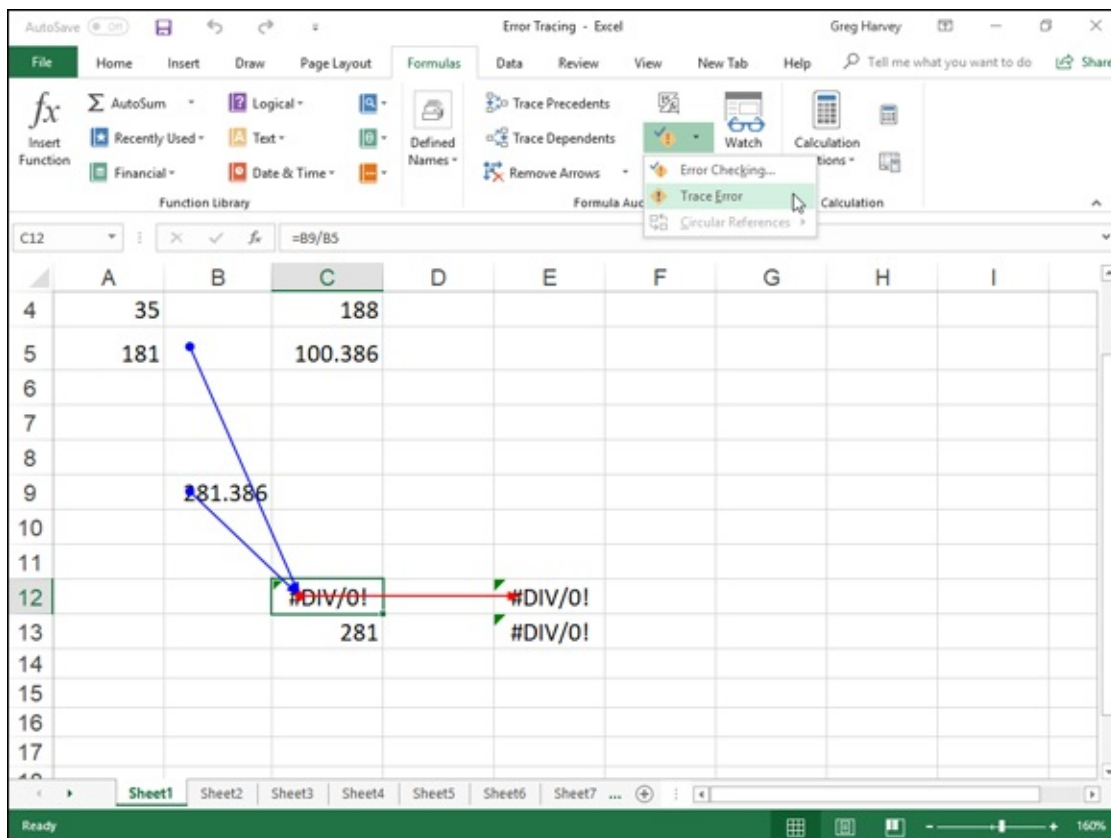 AutoSave Off Error Tracing - Excel Greg Harvey
File Home Insert Draw Page Layout Formulas Data Review View New Tab Help Tell me what you want to do Share
fx Insert Function
Σ AutoSum
Recently Used
Financial
Logical
Text
Date & Time
Function Library
Defined Names
Trace Precedents
Trace Dependents
Remove Arrows
Formula Auc
Watch
Error Checking...
Trace Error
Circular References
Calculation
tions
Calculation
C12 fx =B9/B5
A B C D E F G H I
4 35 188
5 181 100.386
6
7
8
9 281.386
10
11
12 #DIV/0! #DIV/0!
13 281 #DIV/0!
14
15
16
17
Sheet1 Sheet2 Sheet3 Sheet4 Sheet5 Sheet6 Sheet7 ...
Ready 160%